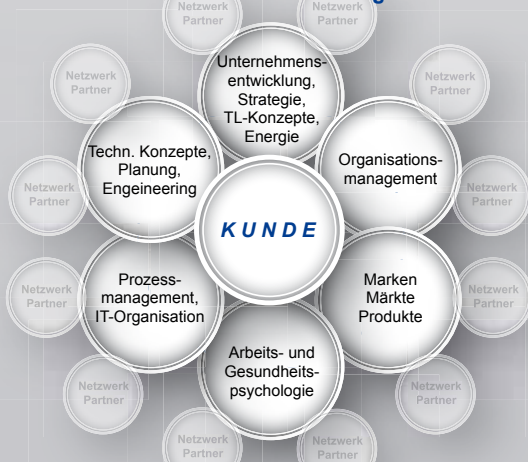 Netzwerk
Partner
Netzwerk
Partner
Netzwerk
Partner
Unternehmens-
entwicklung,
Strategie,
TL-Konzepte,
Energie
Netzwerk
Partner
Techn. Konzepte,
Planung,
Engeineering
Organisations-
management
Netzwerk
Partner
Netzwerk
Partner
KUNDE
Netzwerk
Partner
Prozess-
management,
IT-Organisation
Marken
Märkte
Produkte
Netzwerk
Partner
Arbeits- und
Gesundheits-
psychologie
Netzwerk
Partner
Netzwerk
Partner
Netzwerk
Partner
Netzwerk
Partner